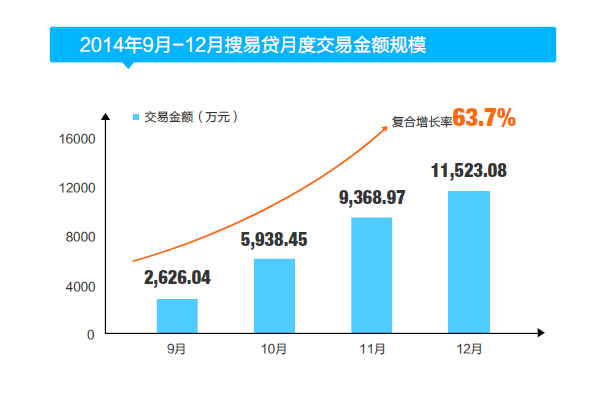 2014年9月-12月搜易贷月度交易金额规模
交易金额（万元）
复合增长率63.7%
16000
12000
8000
4000
0
2,626.04
5,938.45
9,368.97
11,523.08
9月
10月
11月
12月